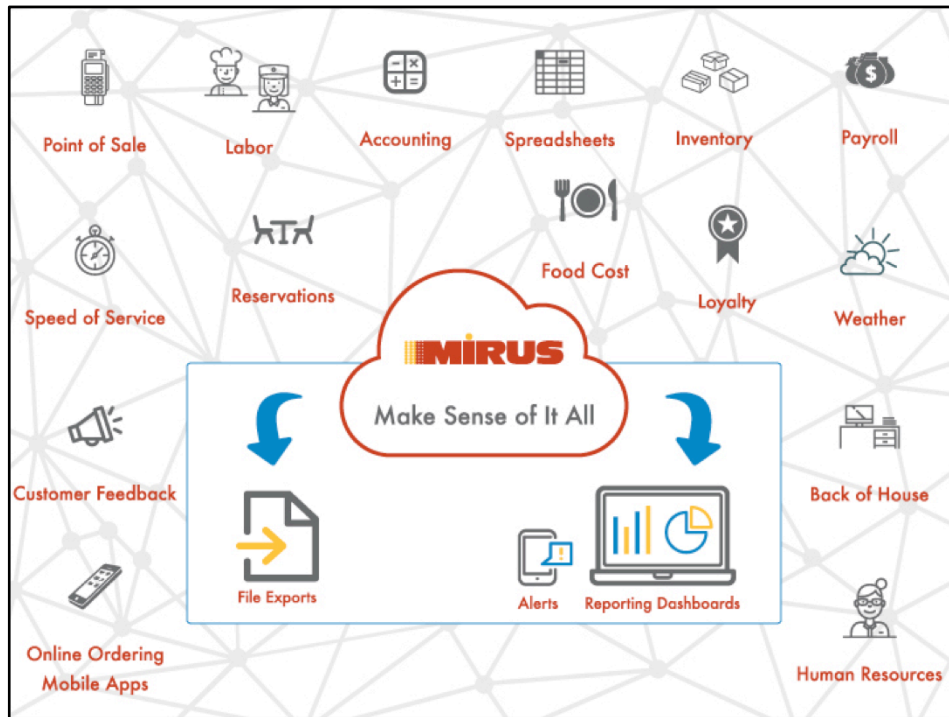 Point of Sale
Labor
Accounting
Spreadsheets
Inventory
Payroll
Speed of Service
Reservations
Food Cost
Loyalty
Weather
MIRUS
Make Sense of It All
Customer Feedback
Back of House
File Exports
Alerts
Reporting Dashboards
Online Ordering
Mobile Apps
Human Resources